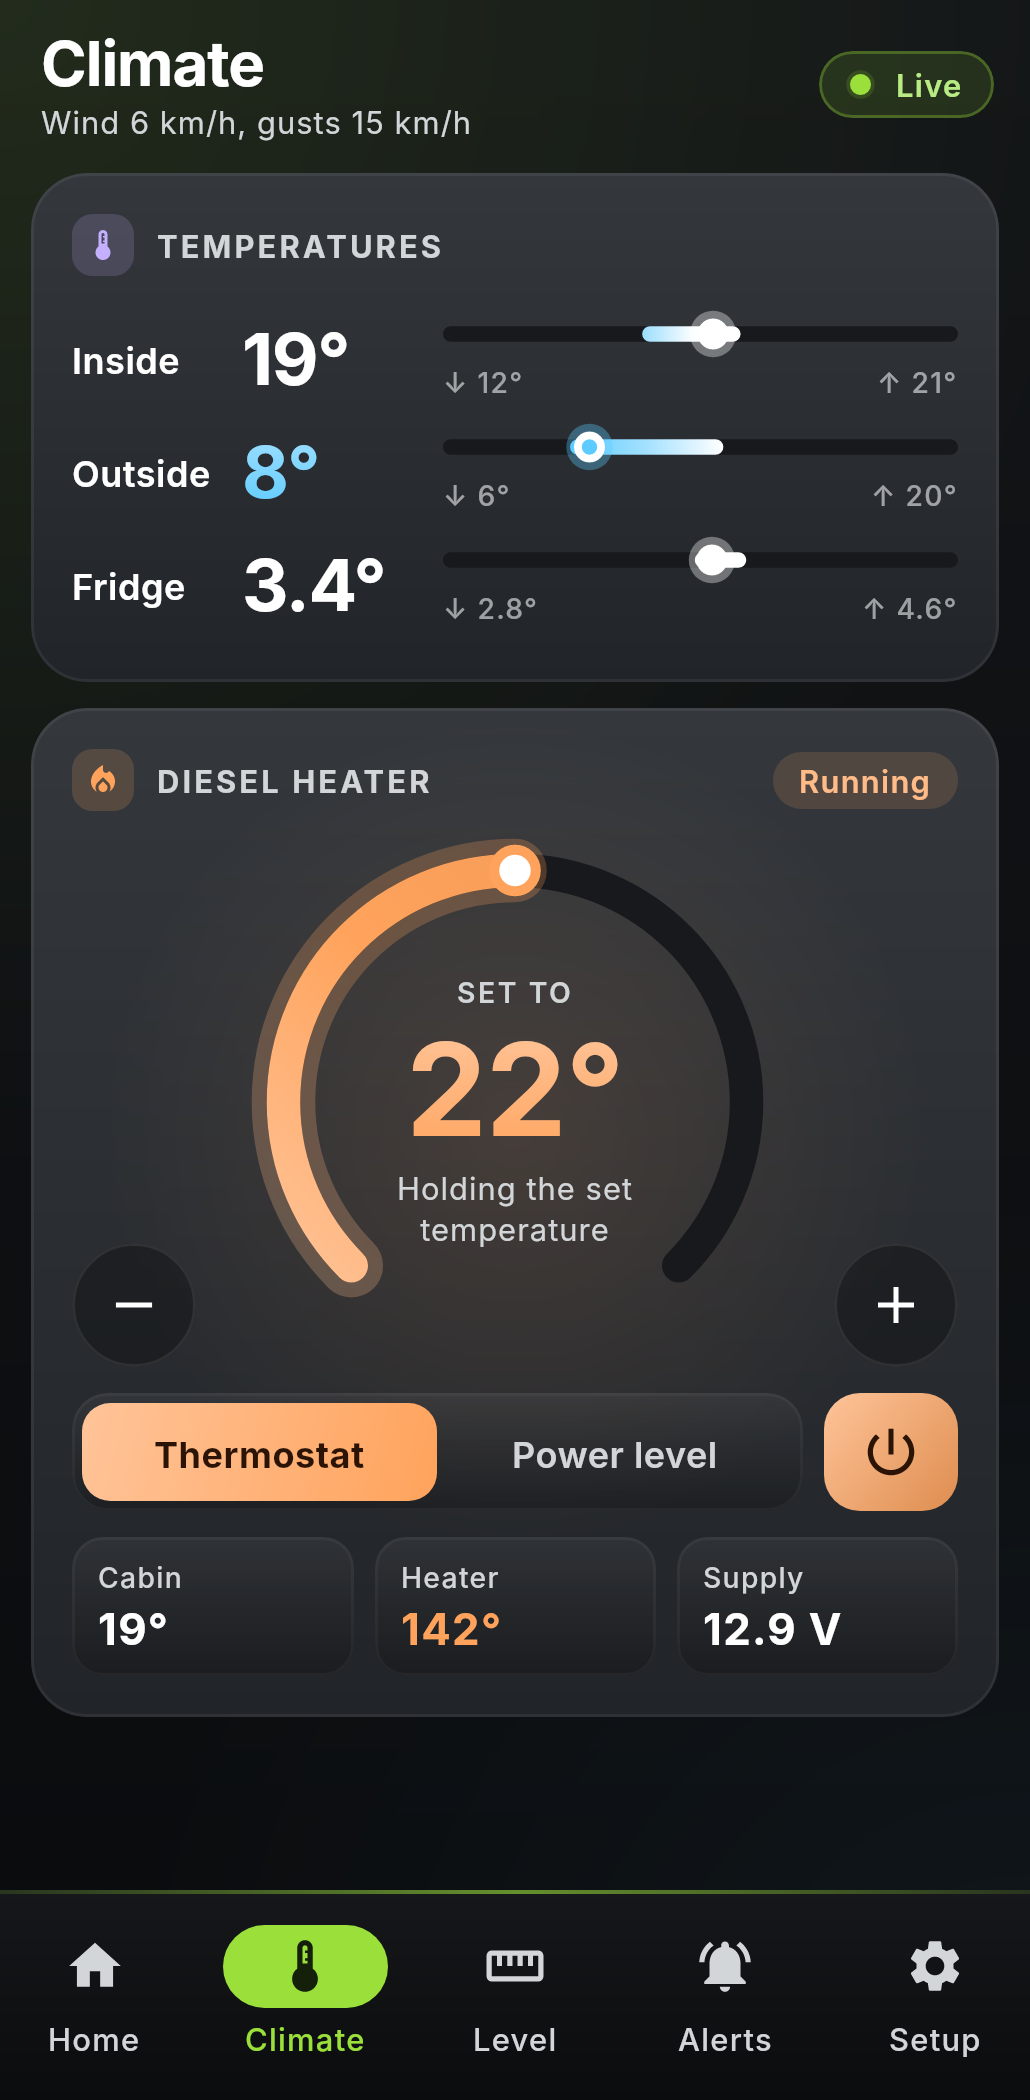 Climate
Wind 6 km/h, gusts 15 km/h
Live
TEMPERATURES
Inside 19°
↓ 12° ↑ 21°
Outside 8°
↓ 6° ↑ 20°
Fridge 3.4°
↓ 2.8° ↑ 4.6°
DIESEL HEATER
Running
SET TO
22°
Holding the set
temperature
− +
Thermostat Power level
Cabin Heater Supply
19° 142° 12.9 V
Home Climate Level Alerts Setup